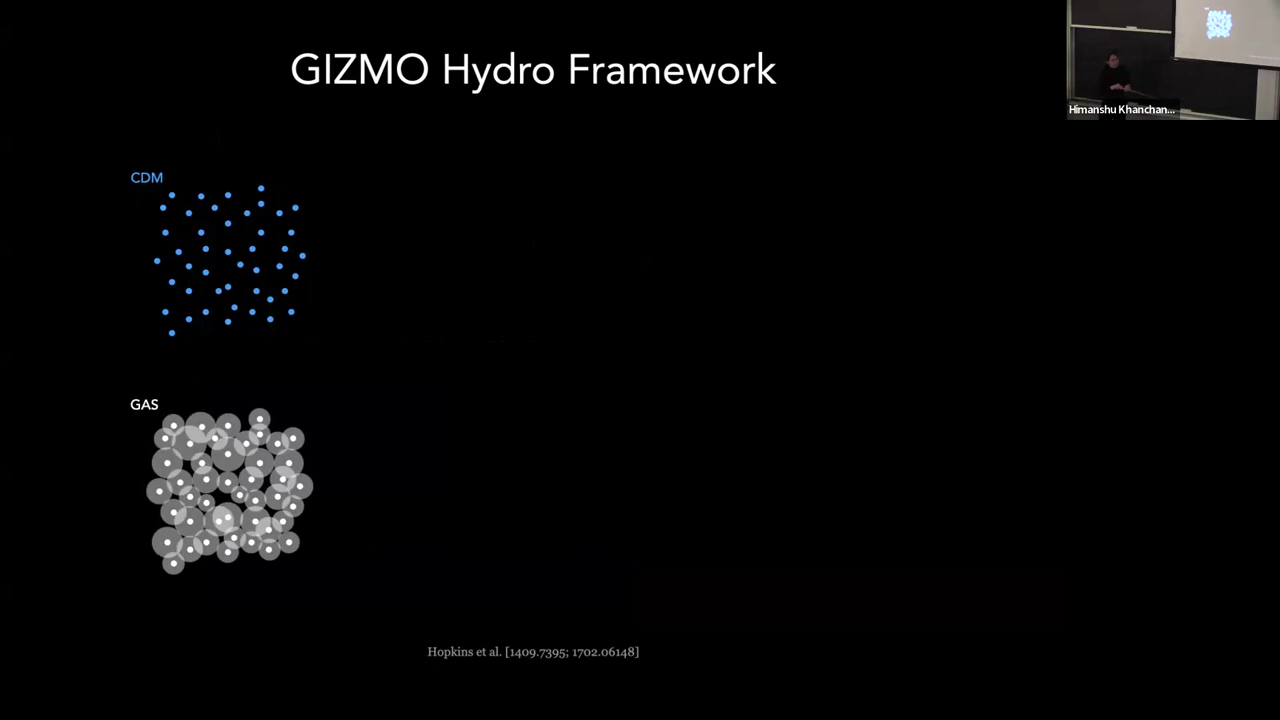 GIZMO Hydro Framework
Himanshu Khanchan...
CDM
GAS
Hopkins et al. [1409.7395; 1702.06148]